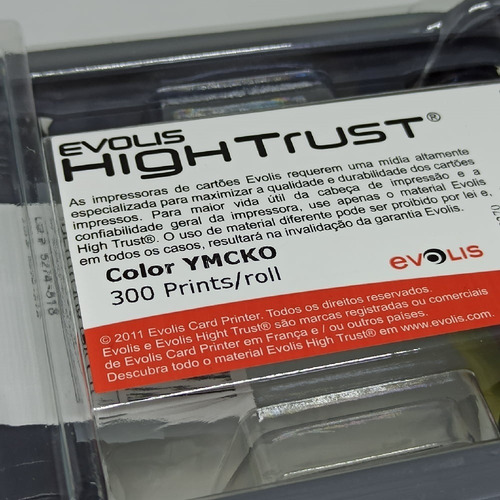 EVOLIS
HIGH TRUST®
As impressoras de cartões Evolis requerem uma mídia altamente
especializada para maximizar a qualidade e durabilidade dos cartões
impressos. Para maior vida útil da cabeça de impressão e a
confiabilidade geral da impressora, use apenas o material Evolis
High Trust®. O uso de material diferente pode ser proibido por lei e,
em todos os casos, resultará na invalidação da garantia Evolis.
Color YMCKO
300 Prints/roll
evolis
© 2011 Evolis Card Printer. Todos os direitos reservados.
Evolis e Evolis Hight Trust® são marcas registradas ou comerciais
de Evolis Card Printer em França e / ou outros países.
Descubra todo o material Evolis High Trust® em www.evolis.com.